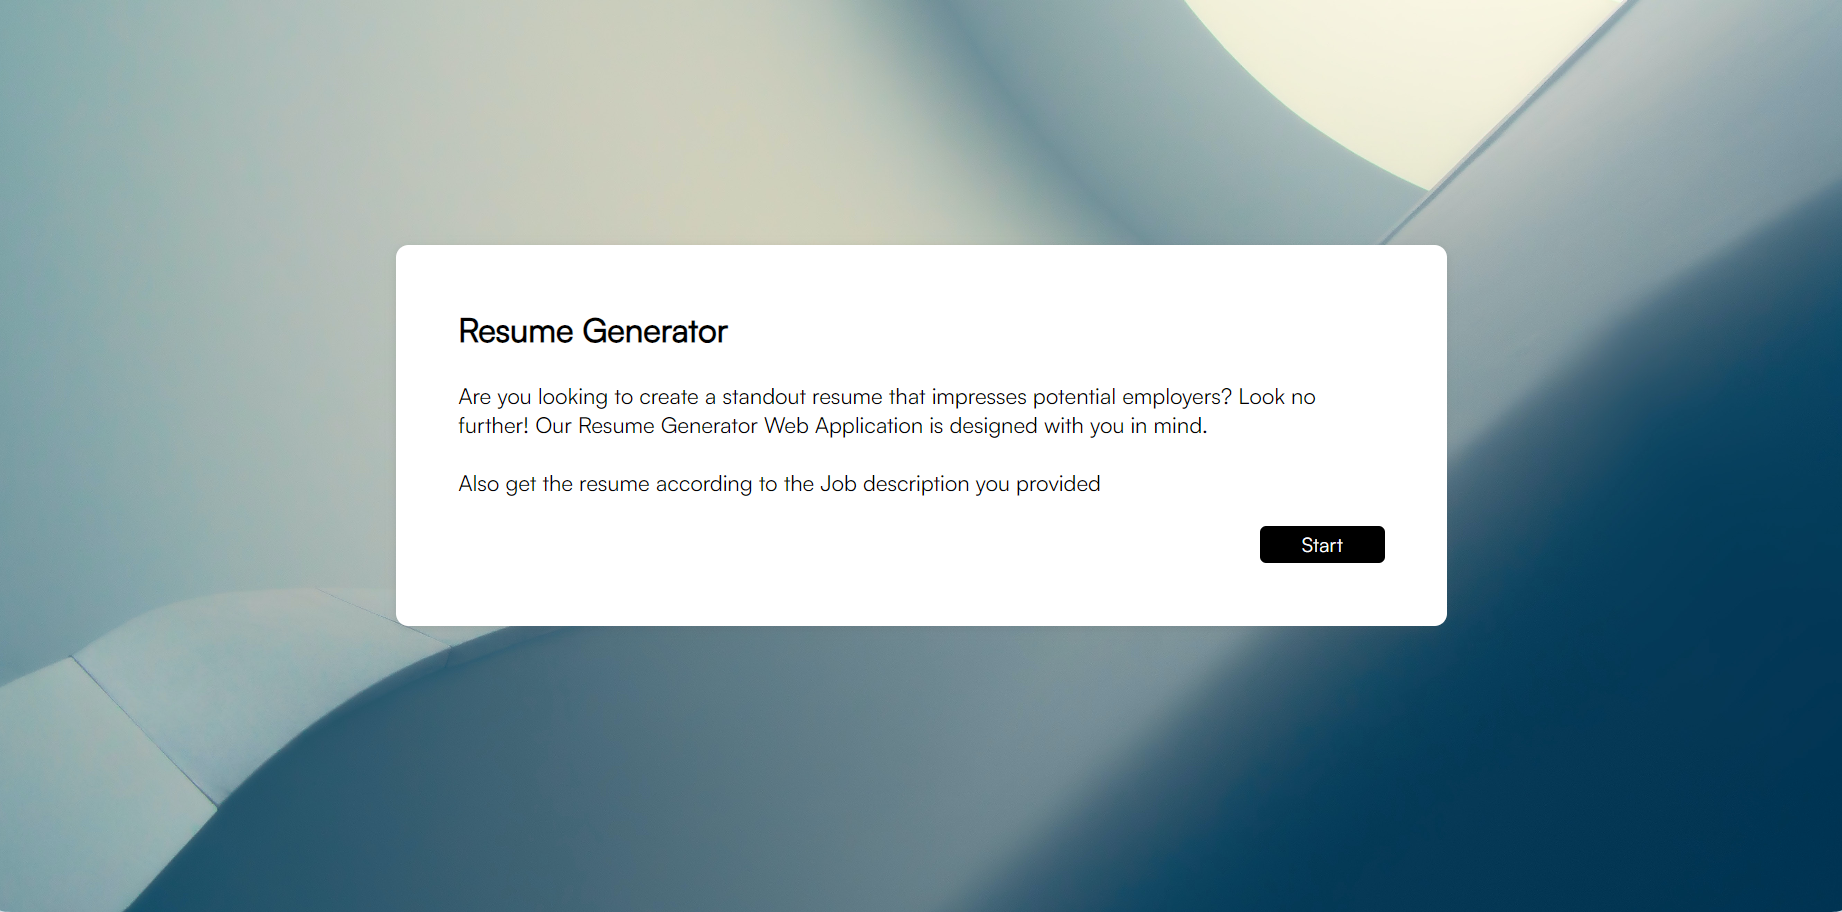 Resume Generator
Are you looking to create a standout resume that impresses potential employers? Look no
further! Our Resume Generator Web Application is designed with you in mind.
Also get the resume according to the Job description you provided
Start